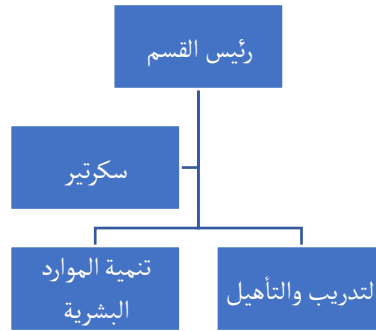 رئيس القسم
سكرتير
لتدريب والتأهيل
تنمية الموارد
البشرية